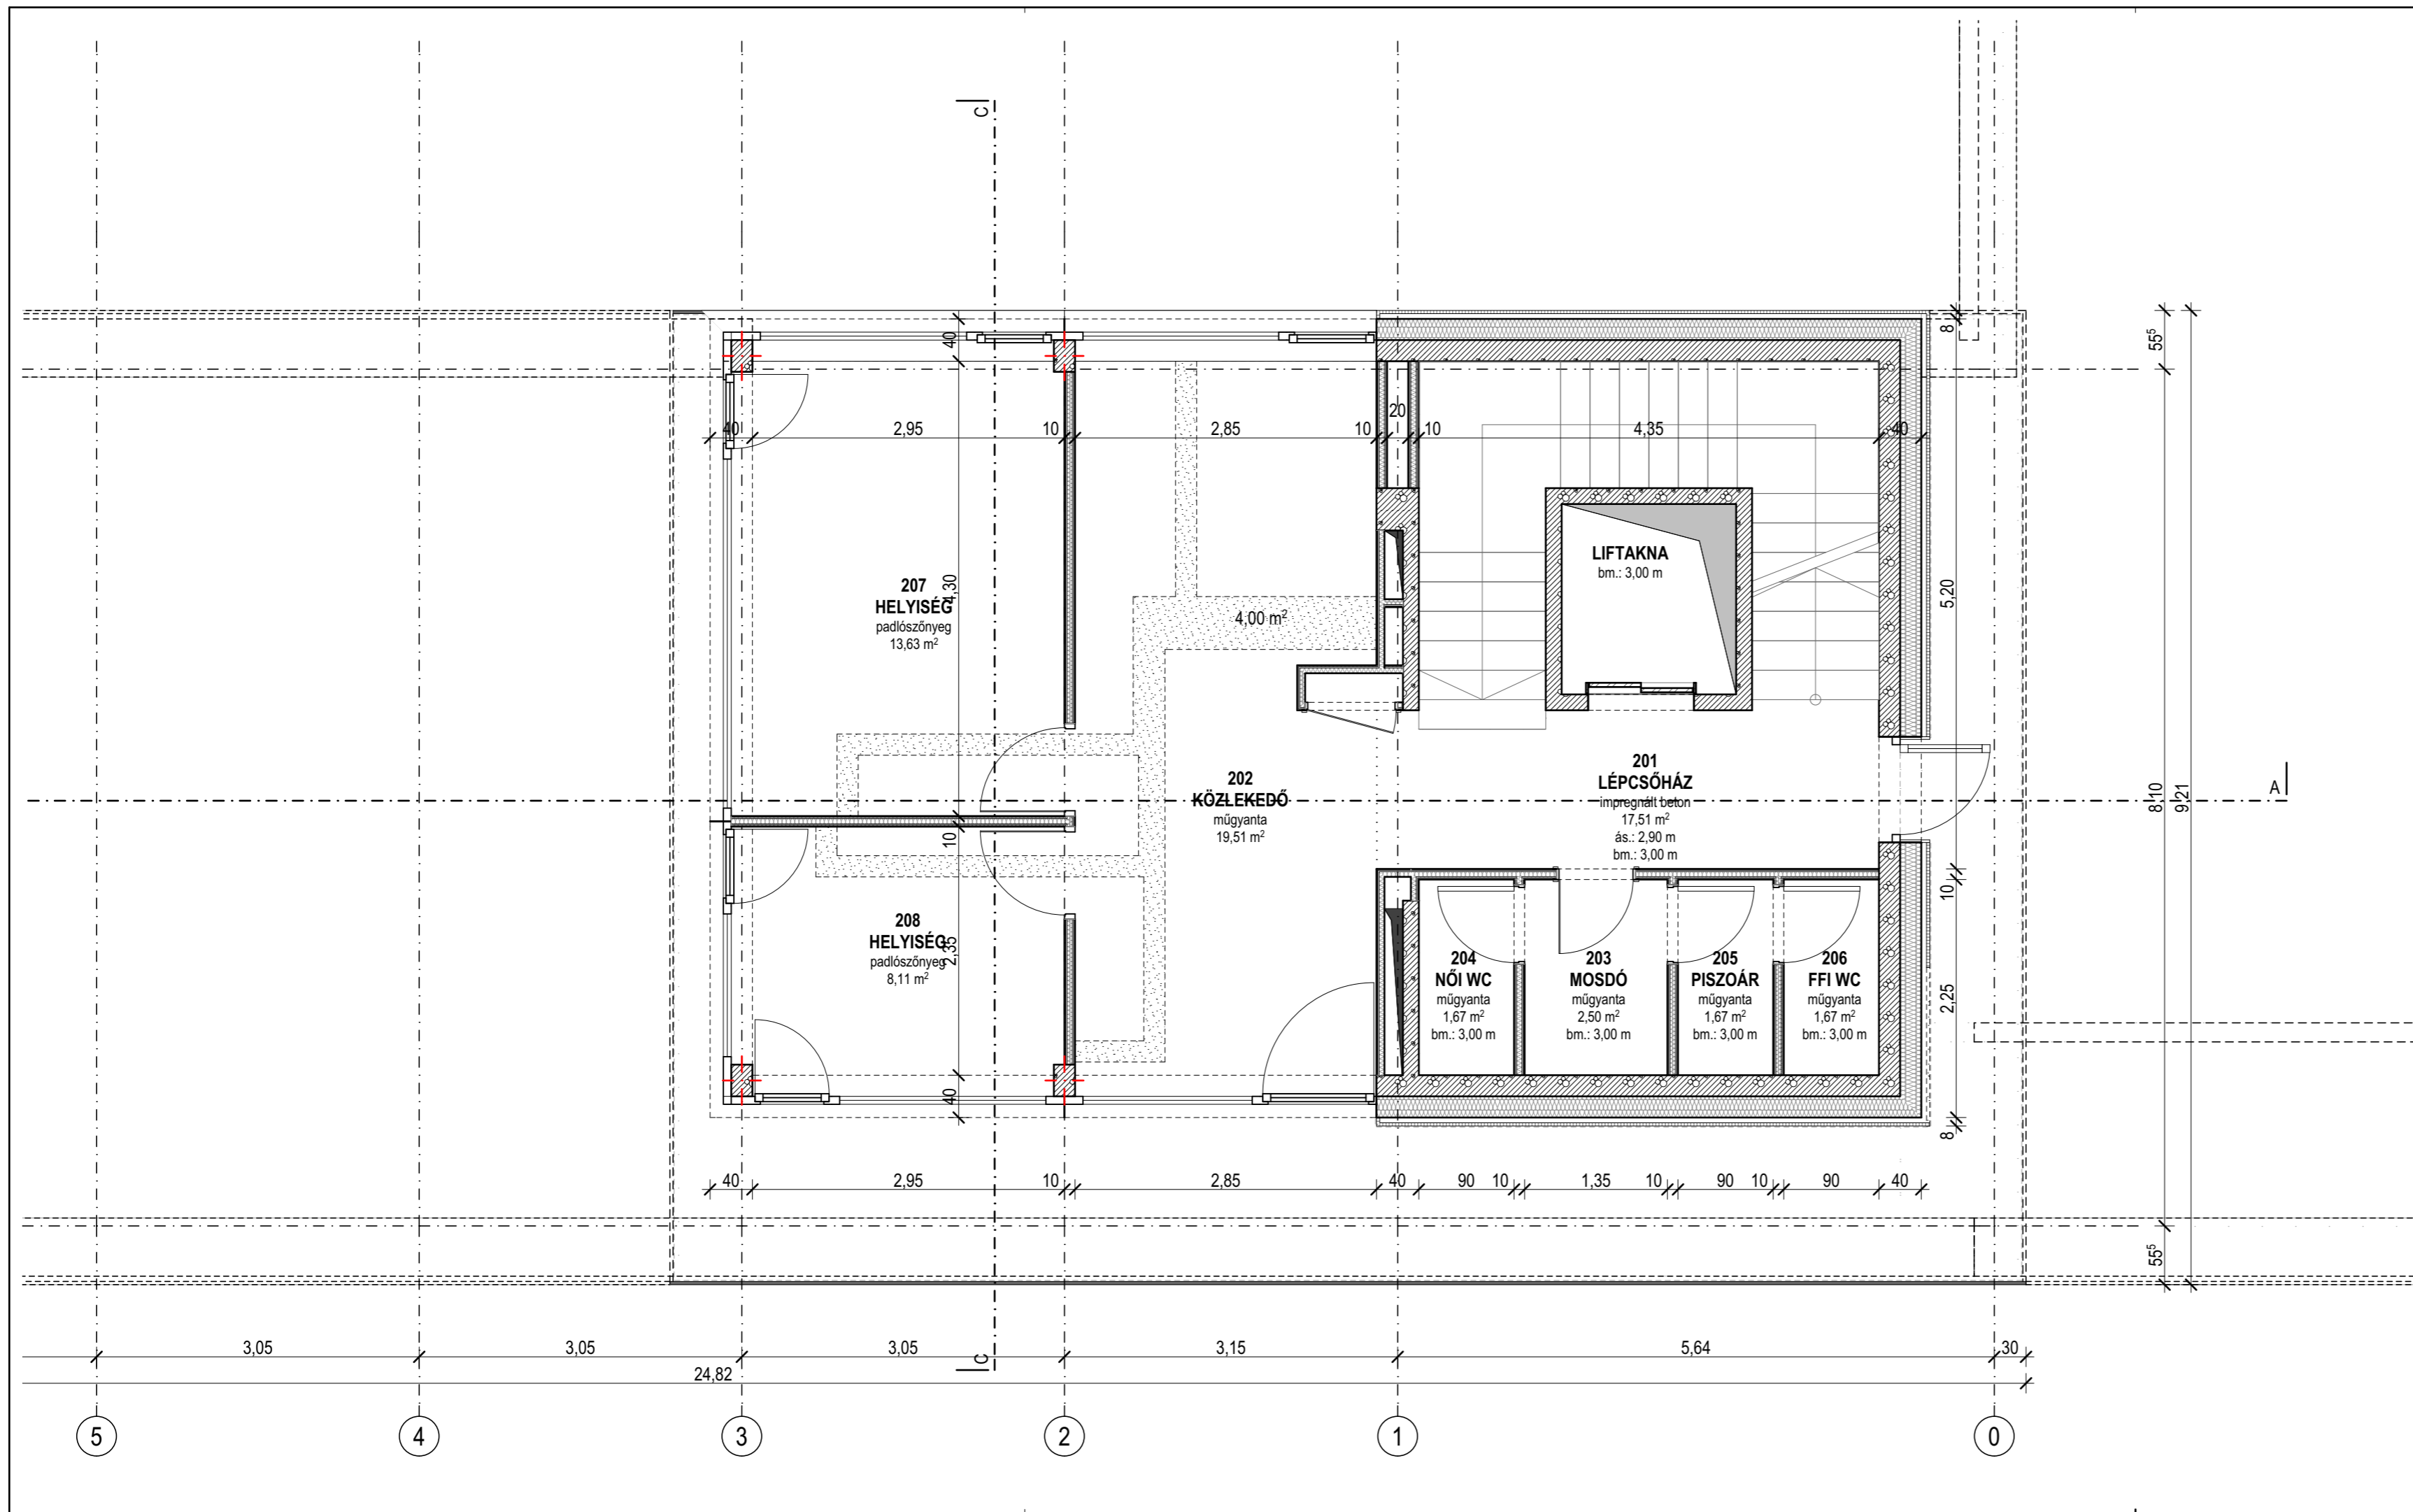 C
55⁵
8
40
40
2,95
10
2,85
10
20
10
4,35
40
LIFTAKNA
bm.: 3,00 m
207
HELYISÉG
padlószőnyeg
13,63 m²
4,30
4,00 m²
5,20
202
KÖZLEKEDŐ
műgyanta
19,51 m²
201
LÉPCSŐHÁZ
impregnált beton
17,51 m²
ás.: 2,90 m
bm.: 3,00 m
A
8,10
9,21
10
10
208
HELYISÉG
padlószőnyeg
8,11 m²
2,35
204
NŐI WC
műgyanta
1,67 m²
bm.: 3,00 m
203
MOSDÓ
műgyanta
2,50 m²
bm.: 3,00 m
205
PISZOÁR
műgyanta
1,67 m²
bm.: 3,00 m
206
FFI WC
műgyanta
1,67 m²
bm.: 3,00 m
2,25
40
8
40
2,95
10
2,85
40
90
10
1,35
10
90
10
90
40
55⁵
3,05
3,05
3,05
3,15
5,64
30
C
24,82
5
4
3
2
1
0